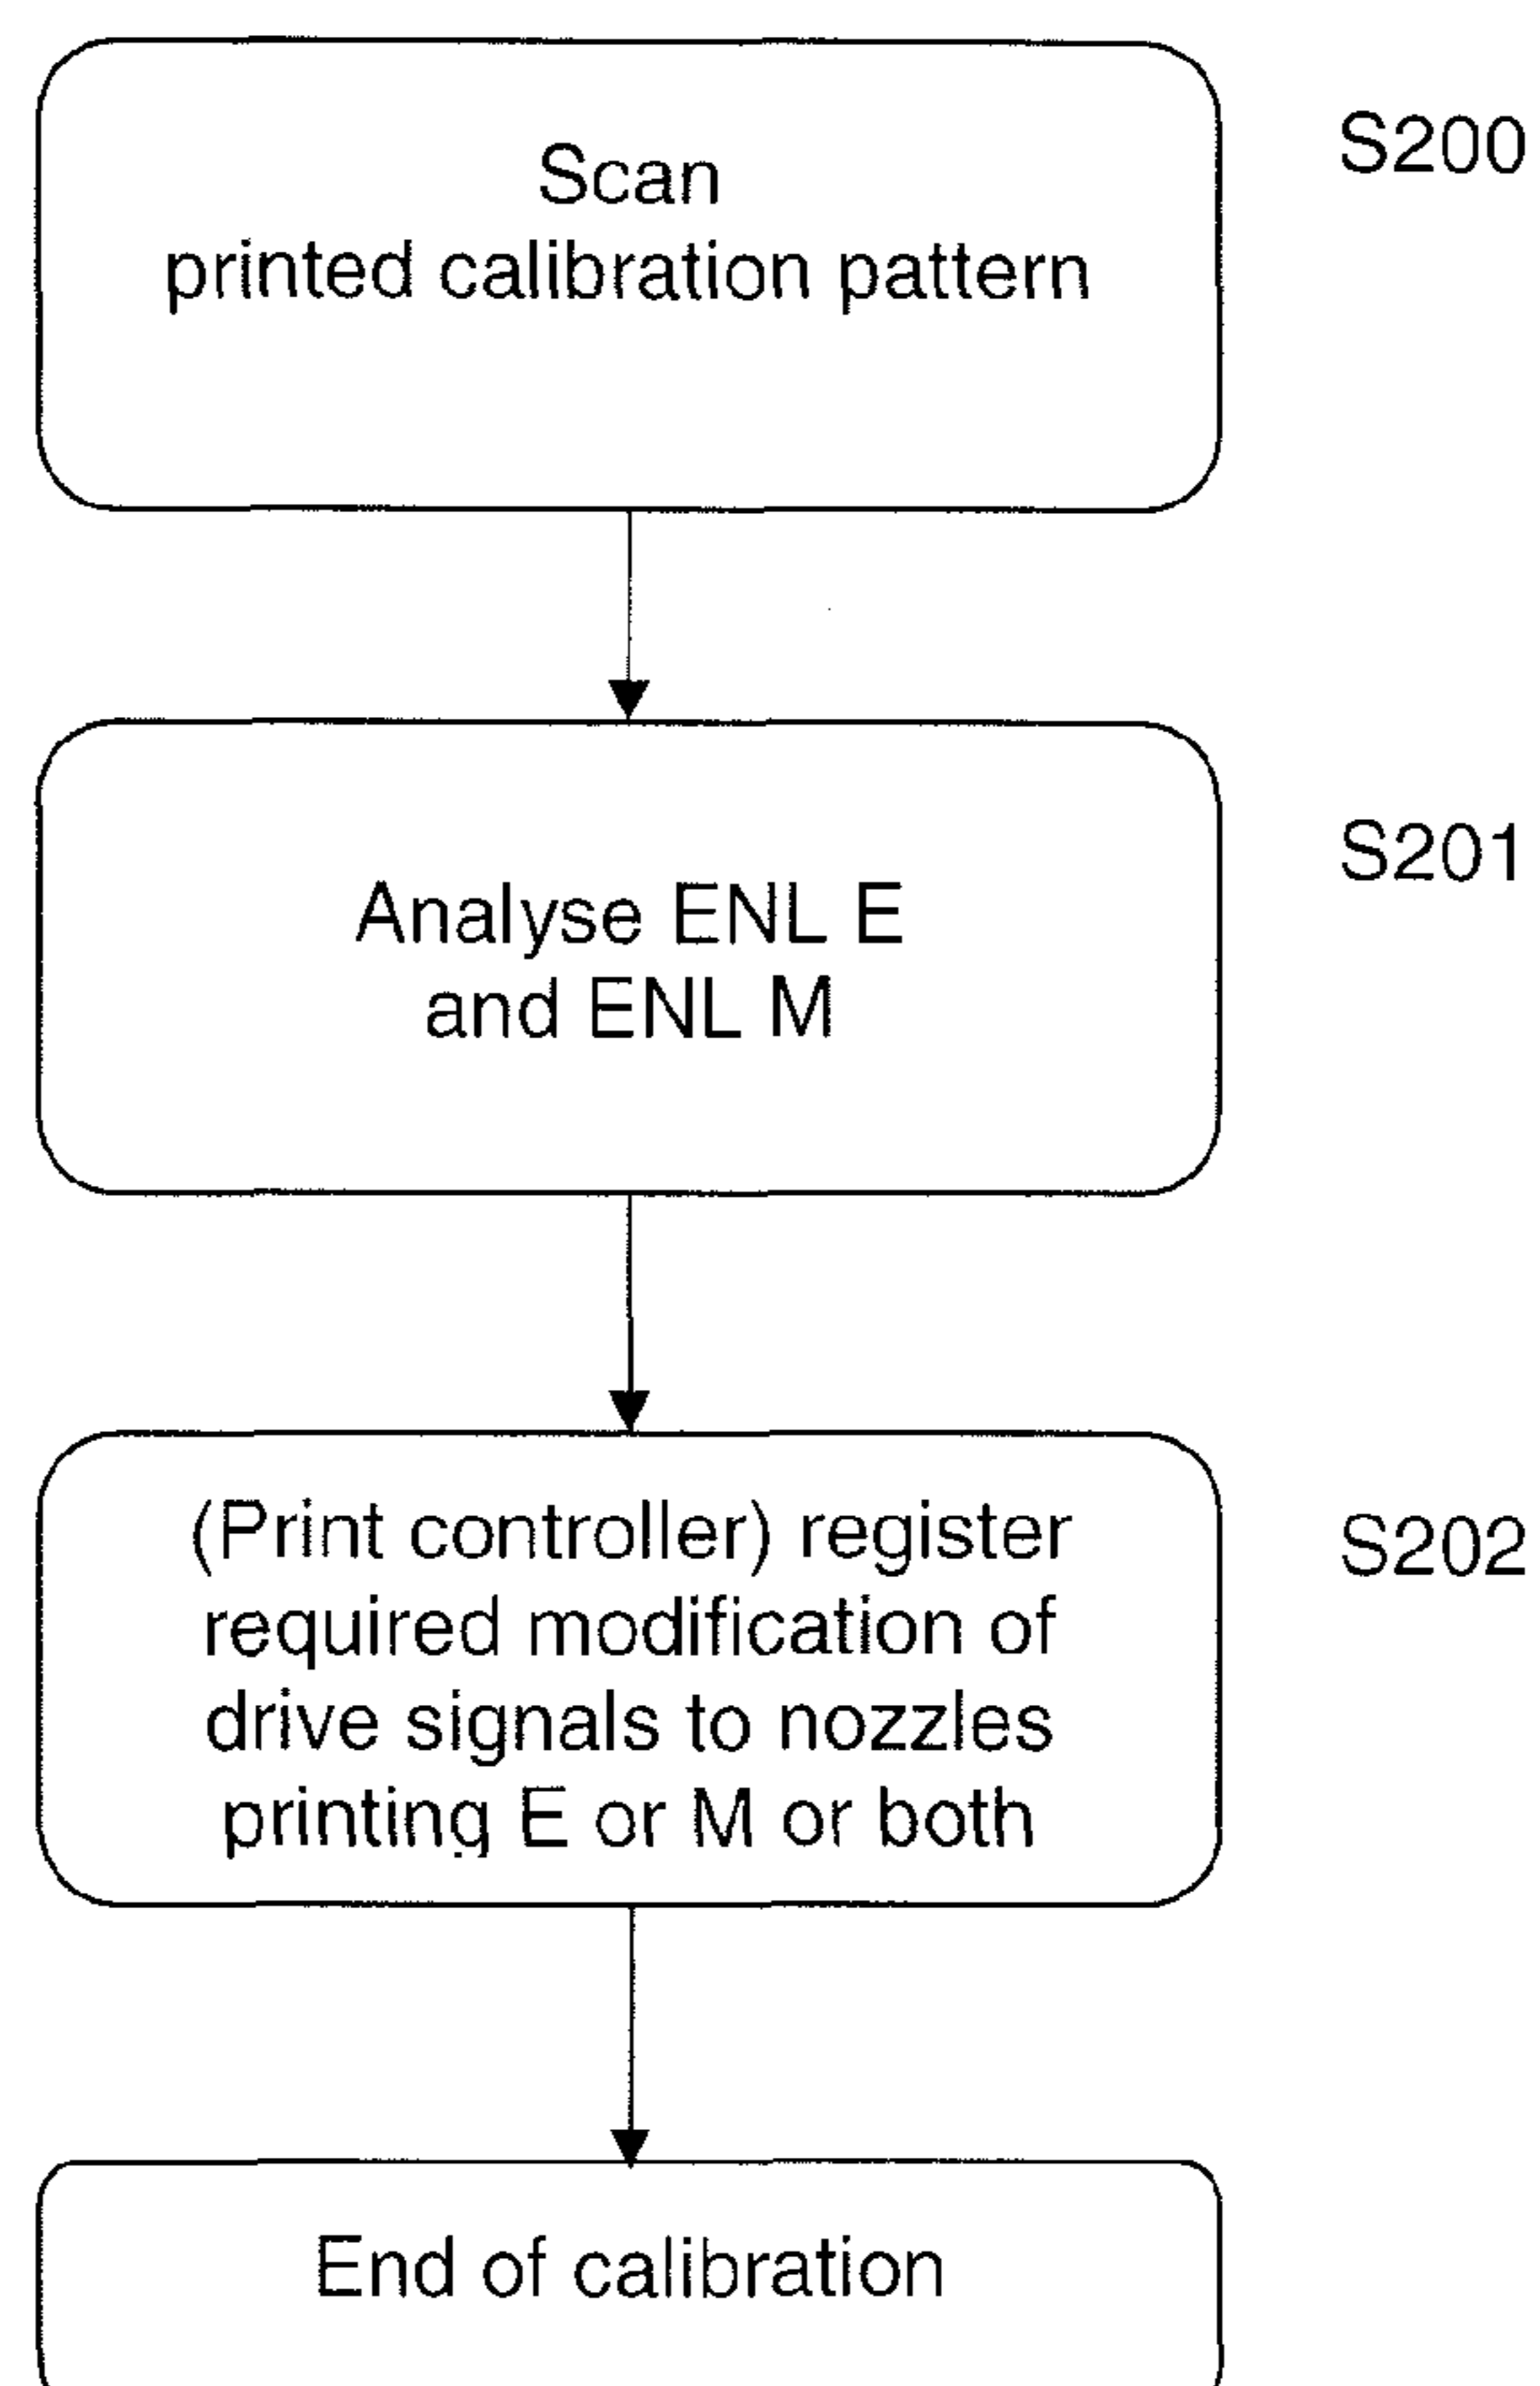 Scan
printed calibration pattern
S200
Analyse ENL E
and ENL M
S201
(Print controller) register
required modification of
drive signals to nozzles
printing E or M or both
S202
End of calibration